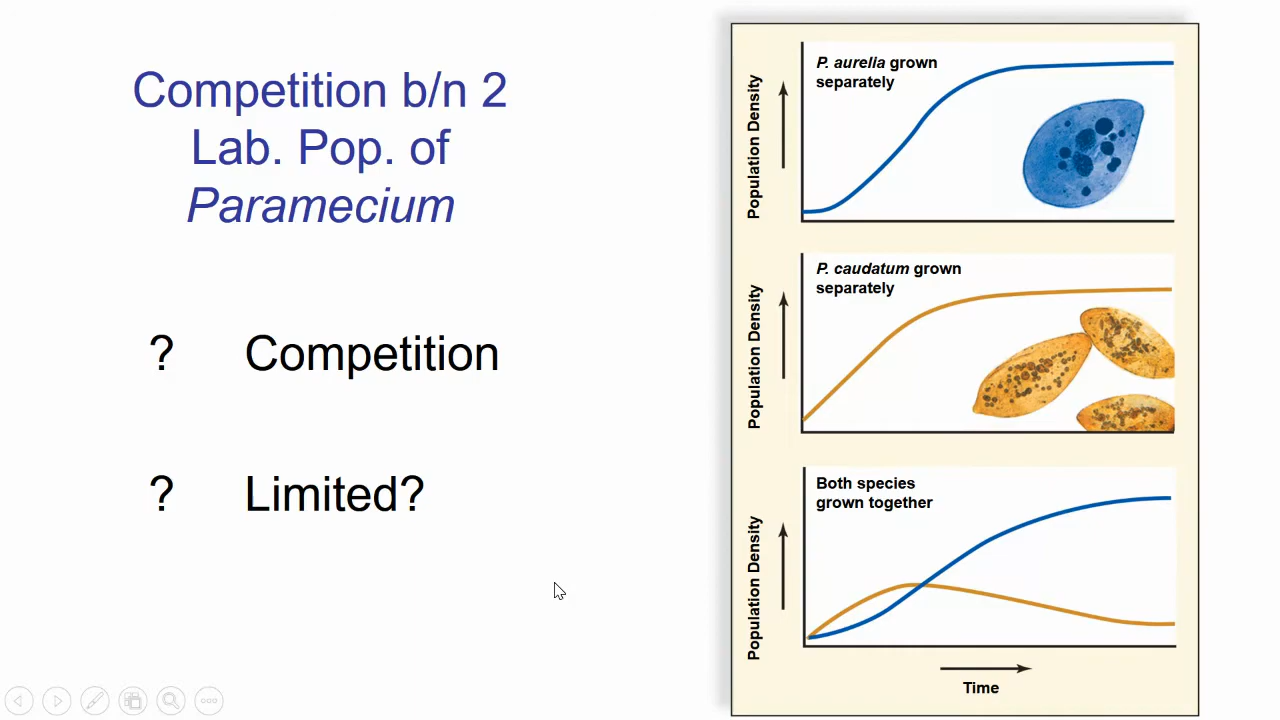 Competition b/n 2
Lab. Pop. of
Paramecium
? Competition
? Limited?
P. aurelia grown
separately
Population Density
P. caudatum grown
separately
Population Density
Both species
grown together
Population Density
Time